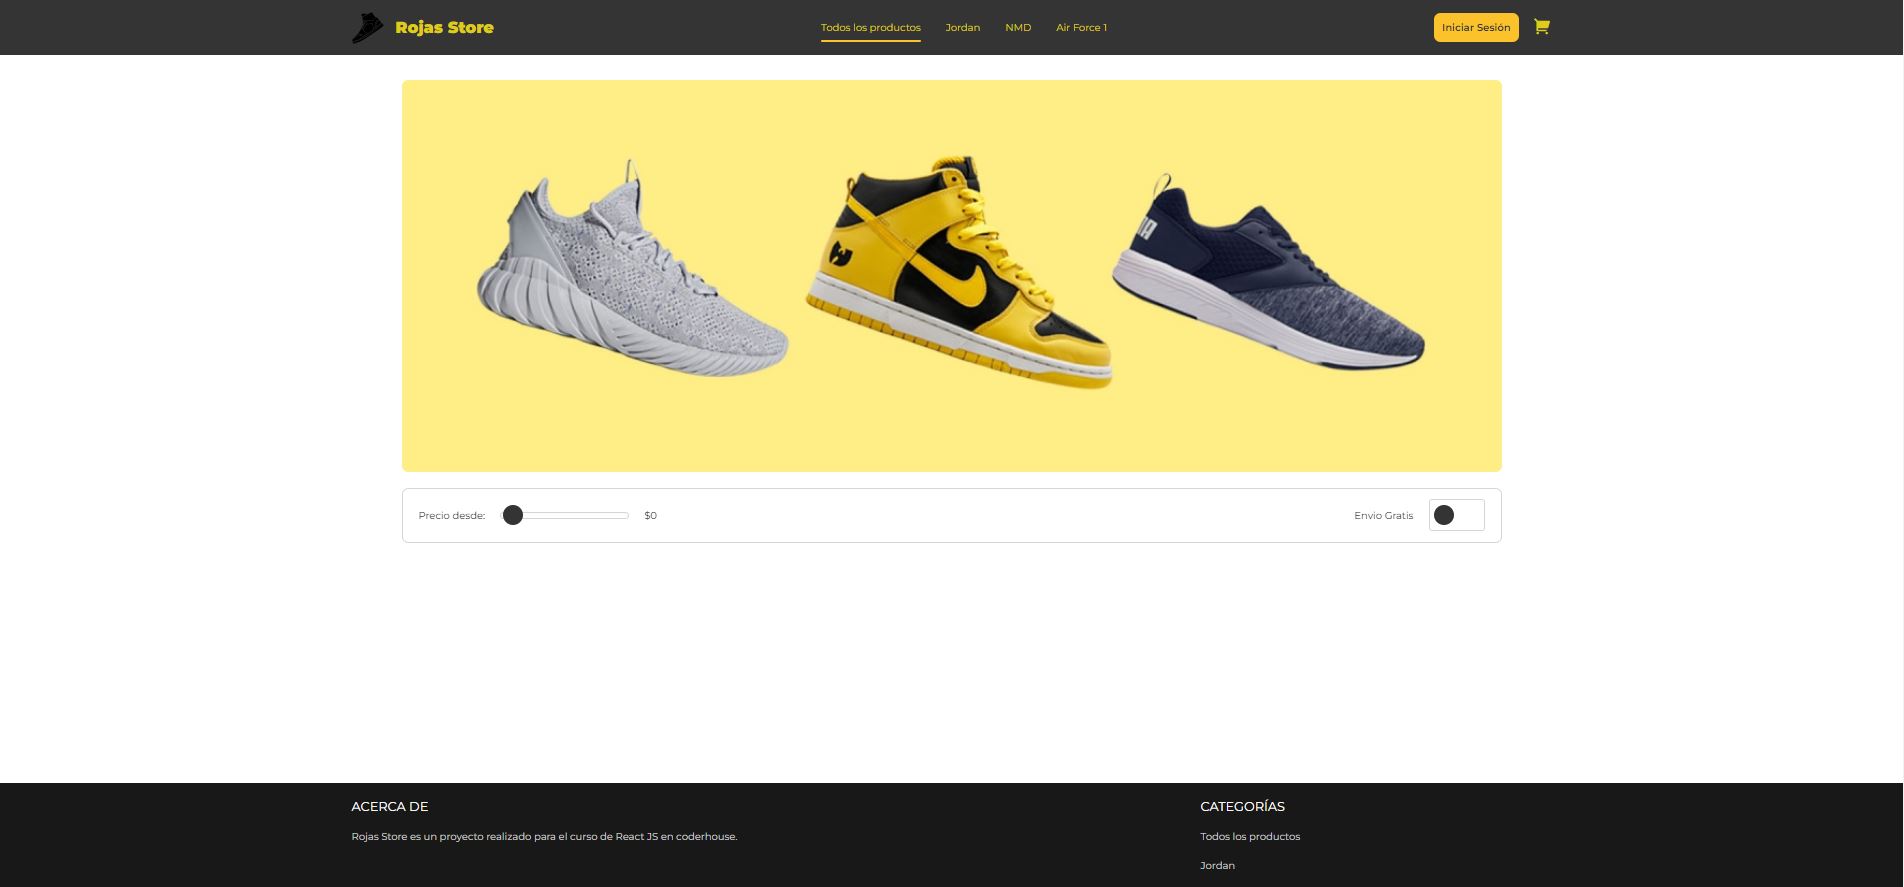 Rojas Store
Todos los productos Jordan NMD Air Force 1
Iniciar Sesión
Precio desde: $0
Envio Gratis
ACERCA DE
Rojas Store es un proyecto realizado para el curso de React JS en coderhouse.
CATEGORÍAS
Todos los productos
Jordan